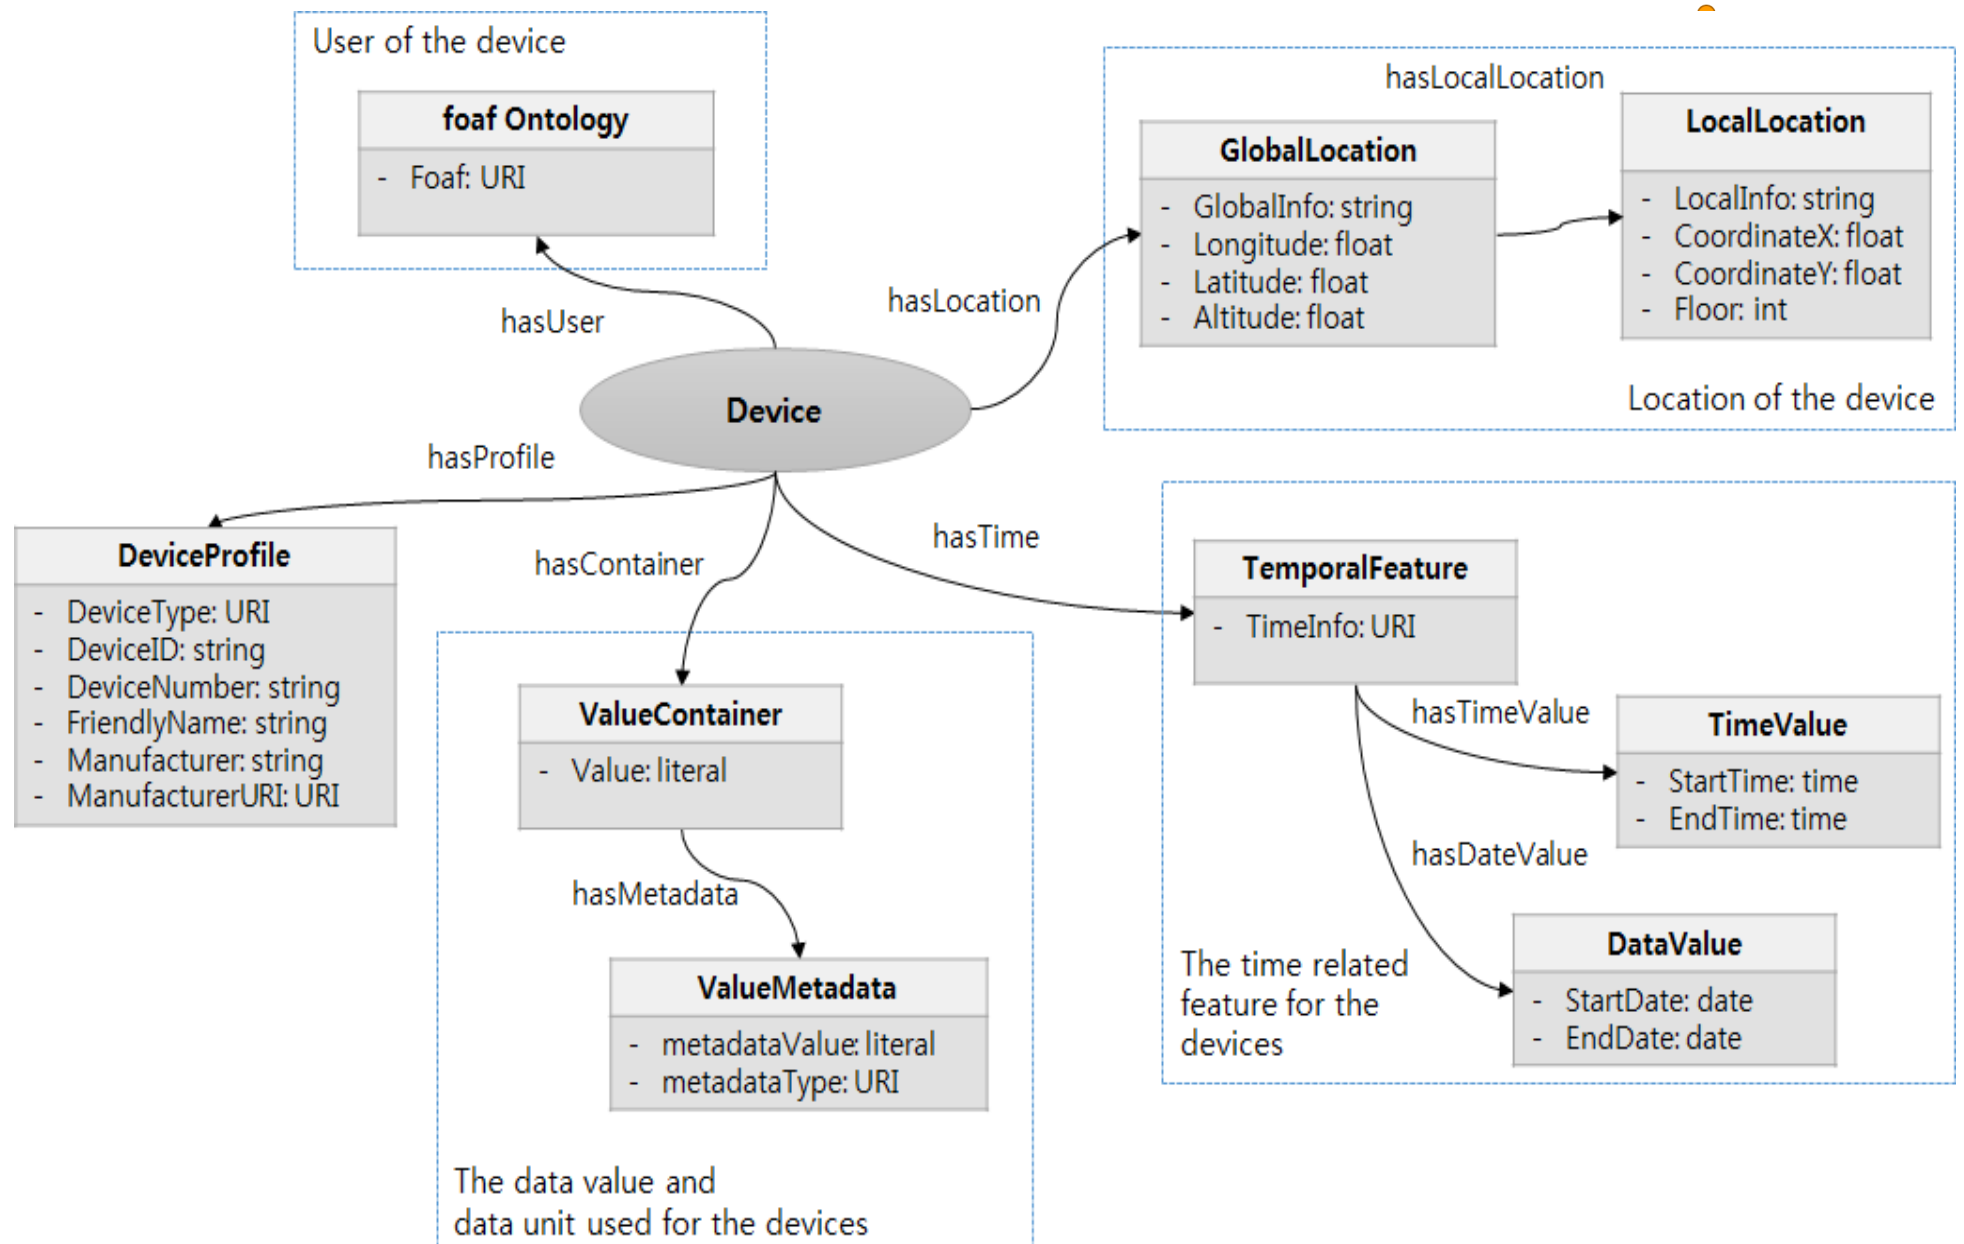 User of the device
foaf Ontology
- Foaf: URI
hasUser
hasLocalLocation
GlobalLocation
- GlobalInfo: string
- Longitude: float
- Latitude: float
- Altitude: float
LocalLocation
- LocalInfo: string
- CoordinateX: float
- CoordinateY: float
- Floor: int
hasLocation
Location of the device
Device
hasProfile
DeviceProfile
- DeviceType: URI
- DeviceID: string
- DeviceNumber: string
- FriendlyName: string
- Manufacturer: string
- ManufacturerURI: URI
hasContainer
ValueContainer
- Value: literal
hasMetadata
ValueMetadata
- metadataValue: literal
- metadataType: URI
The data value and
data unit used for the devices
hasTime
TemporalFeature
- TimeInfo: URI
hasTimeValue
TimeValue
- StartTime: time
- EndTime: time
hasDateValue
DataValue
- StartDate: date
- EndDate: date
The time related
feature for the
devices